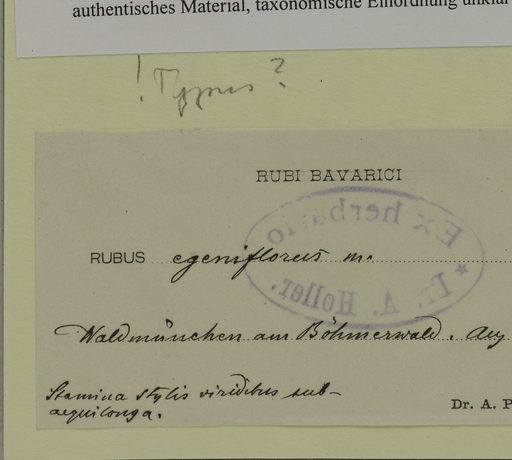 authentisches Material, taxonomische Einordnung unklar
! Typus ?
RUBI BAVARICI
Ex herbario
RUBUS egeniflorus m.
* Dr. A. Holler.
Waldmünchen am Böhmerwald. Aug
Stamina stylis viridibus sub-
aequilonga.
Dr. A. P